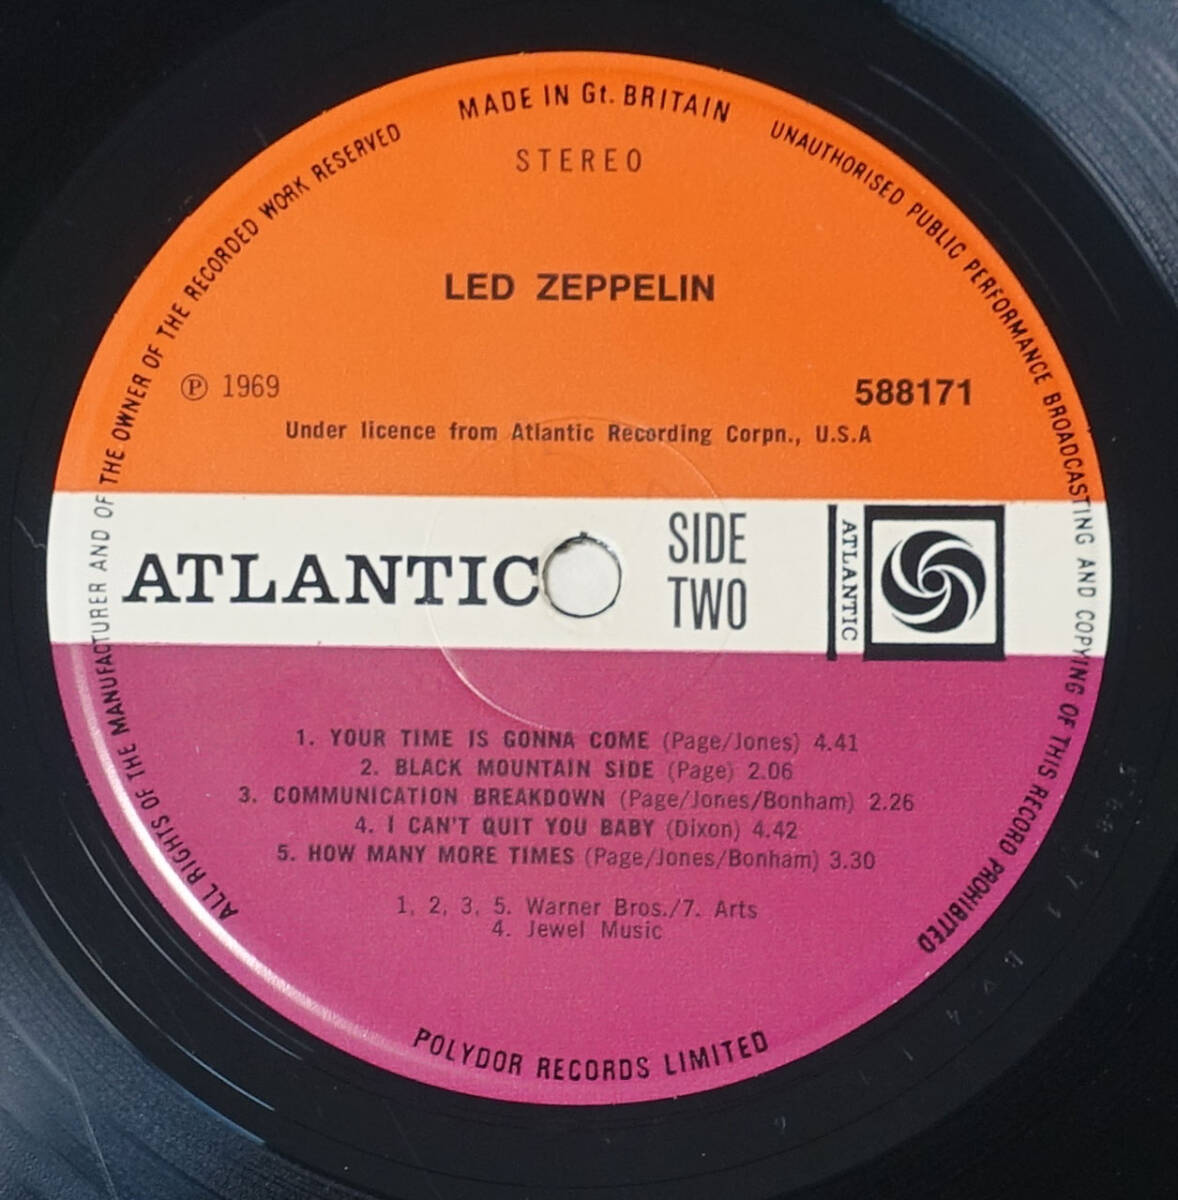 MADE IN Gt. BRITAIN
UNAUTHORISED PUBLIC PERFORMANCE BROADCASTING AND COPYING OF THIS RECORD PROHIBITED
ALL RIGHTS OF THE MANUFACTURER AND OF THE OWNER OF THE RECORDED WORK RESERVED
STEREO
LED ZEPPELIN
℗ 1969
588171
Under licence from Atlantic Recording Corpn., U.S.A
ATLANTIC
SIDE
TWO
ATLANTIC
1. YOUR TIME IS GONNA COME (Page/Jones) 4.41
2. BLACK MOUNTAIN SIDE (Page) 2.06
3. COMMUNICATION BREAKDOWN (Page/Jones/Bonham) 2.26
4. I CAN'T QUIT YOU BABY (Dixon) 4.42
5. HOW MANY MORE TIMES (Page/Jones/Bonham) 3.30
1, 2, 3, 5. Warner Bros./7. Arts
4. Jewel Music
POLYDOR RECORDS LIMITED